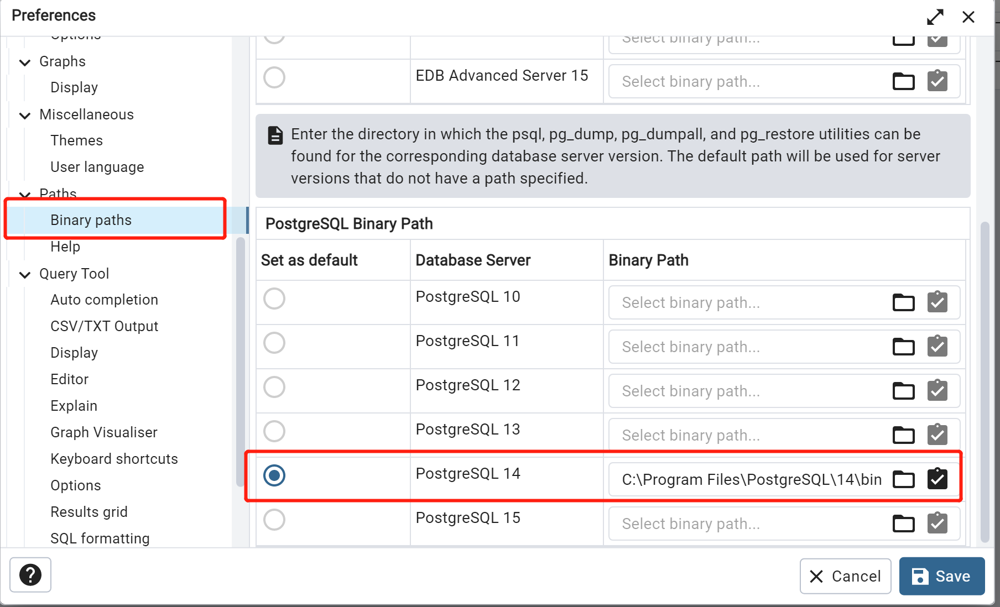 Preferences
Options
Graphs
Display
Miscellaneous
Themes
User language
Paths
Binary paths
Help
Query Tool
Auto completion
CSV/TXT Output
Display
Editor
Explain
Graph Visualiser
Keyboard shortcuts
Options
Results grid
SQL formatting
Select binary path...
EDB Advanced Server 15 Select binary path...
Enter the directory in which the psql, pg_dump, pg_dumpall, and pg_restore utilities can be
found for the corresponding database server version. The default path will be used for server
versions that do not have a path specified.
PostgreSQL Binary Path
Set as default Database Server Binary Path
PostgreSQL 10 Select binary path...
PostgreSQL 11 Select binary path...
PostgreSQL 12 Select binary path...
PostgreSQL 13 Select binary path...
PostgreSQL 14 C:\Program Files\PostgreSQL\14\bin
PostgreSQL 15 Select binary path...
? Cancel Save